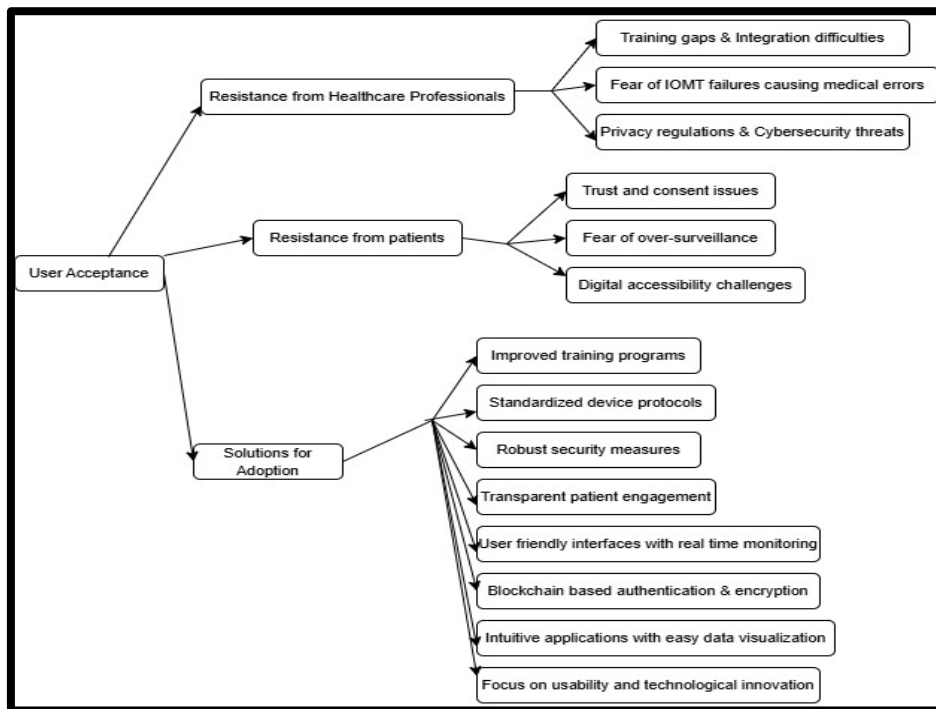 Training gaps & Integration difficulties
Resistance from Healthcare Professionals
Fear of IOMT failures causing medical errors
Privacy regulations & Cybersecurity threats
Trust and consent issues
Resistance from patients
Fear of over-surveillance
User Acceptance
Digital accessibility challenges
Improved training programs
Standardized device protocols
Solutions for
Adoption
Robust security measures
Transparent patient engagement
User friendly interfaces with real time monitoring
Blockchain based authentication & encryption
Intuitive applications with easy data visualization
Focus on usability and technological innovation